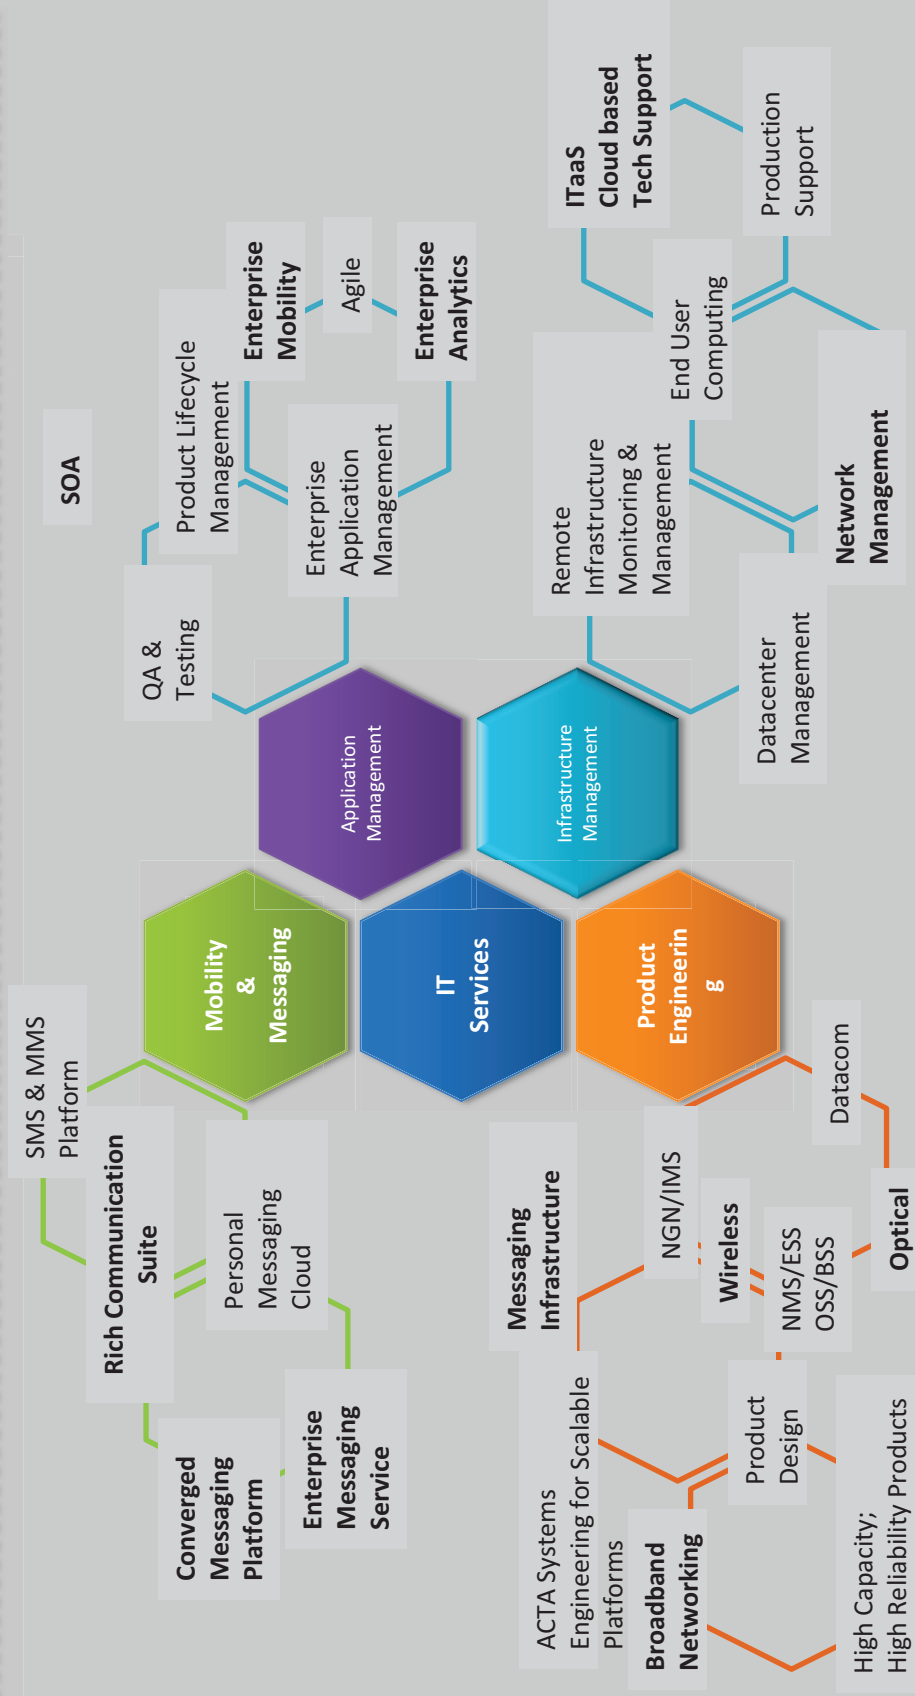 SMS & MMS
Platform
Rich Communication
Suite
Personal
Messaging
Cloud
Converged
Messaging
Platform
Enterprise
Messaging
Service
Mobility
&
Messaging
IT
Services
Product
Engineerin
g
Application
Management
Infrastructure
Management
SOA
QA &
Testing
Product Lifecycle
Management
Enterprise
Application
Management
Enterprise
Mobility
Agile
Enterprise
Analytics
Remote
Infrastructure
Monitoring &
Management
End User
Computing
ITaaS
Cloud based
Tech Support
Production
Support
Datacenter
Management
Network
Management
Messaging
Infrastructure
NGN/IMS
Wireless
Datacom
NMS/ESS
OSS/BSS
Optical
ACTA Systems
Engineering for Scalable
Platforms
Broadband
Networking
Product
Design
High Capacity;
High Reliability Products